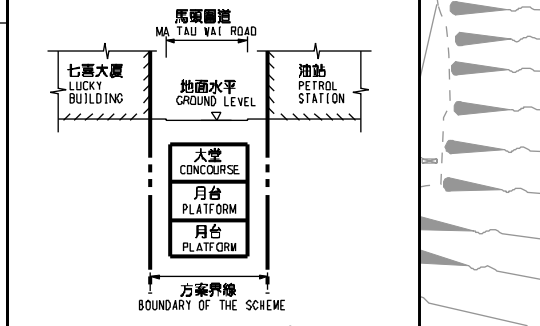 馬頭圍道
MA TAU WAI ROAD
七喜大厦
LUCKY
BUILDING
地面水平
GROUND LEVEL
油站
PETROL
STATION
大堂
CONCOURSE
月台
PLATFORM
月台
PLATFORM
方案界線
BOUNDARY OF THE SCHEME